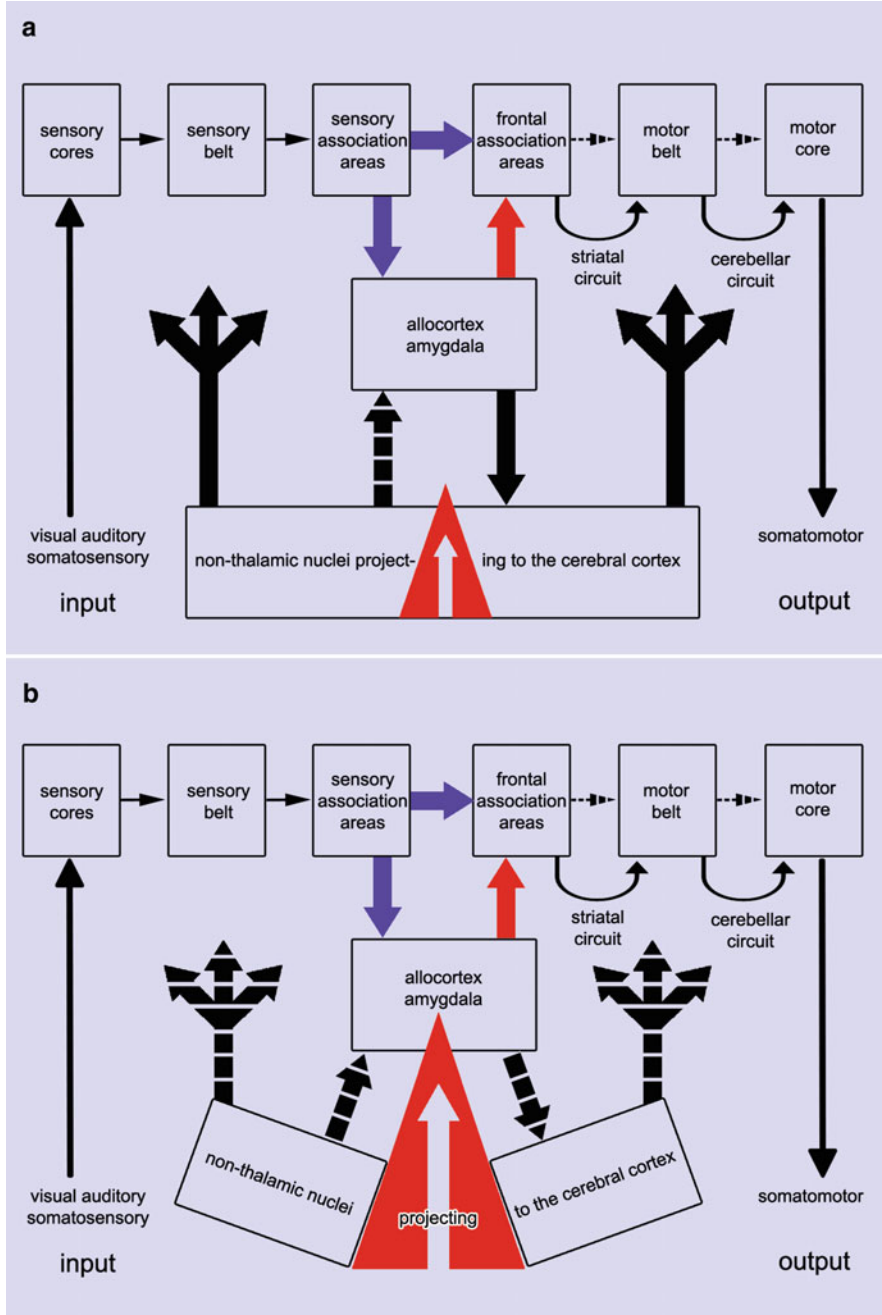 a
sensory
cores
sensory
belt
sensory
association
areas
frontal
association
areas
motor
belt
motor
core
striatal
circuit
cerebellar
circuit
allocortex
amygdala
visual auditory
somatosensory
non-thalamic nuclei project-
ing to the cerebral cortex
somatomotor
input
output
b
sensory
cores
sensory
belt
sensory
association
areas
frontal
association
areas
motor
belt
motor
core
striatal
circuit
cerebellar
circuit
allocortex
amygdala
visual auditory
somatosensory
non-thalamic nuclei
projecting
to the cerebral cortex
somatomotor
input
output